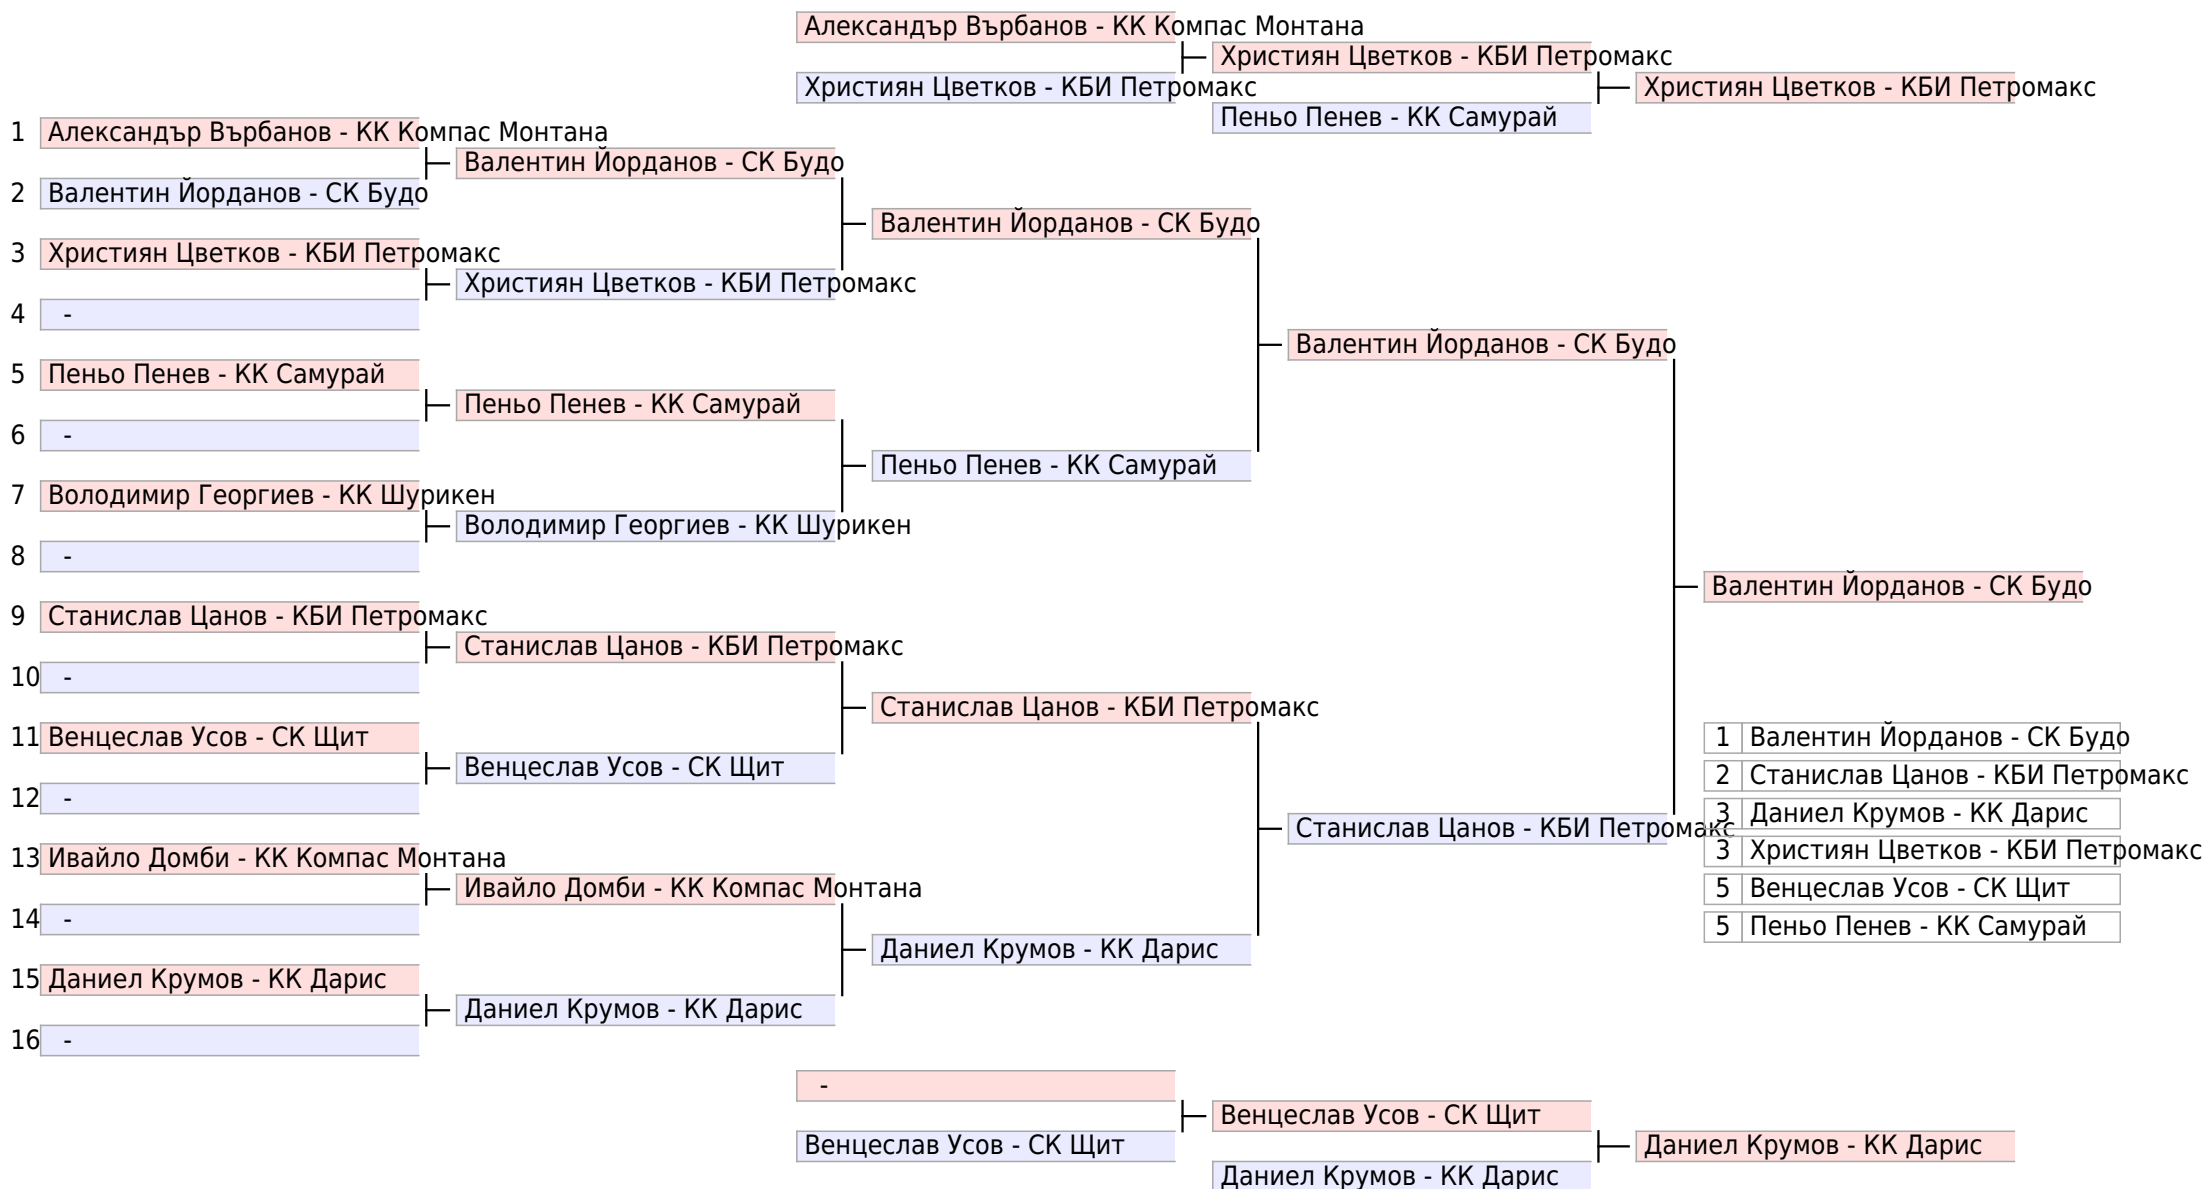 Александър Върбанов - КК Компас Монтана
Християн Цветков - КБИ Петромакс
Християн Цветков - КБИ Петромакс
Християн Цветков - КБИ Петромакс
Пеньо Пенев - КК Самурай
1 Александър Върбанов - КК Компас Монтана
Валентин Йорданов - СК Будо
2 Валентин Йорданов - СК Будо
Валентин Йорданов - СК Будо
3 Християн Цветков - КБИ Петромакс
Християн Цветков - КБИ Петромакс
4 -
Валентин Йорданов - СК Будо
5 Пеньо Пенев - КК Самурай
Пеньо Пенев - КК Самурай
6 -
Пеньо Пенев - КК Самурай
7 Володимир Георгиев - КК Шурикен
Володимир Георгиев - КК Шурикен
8 -
Валентин Йорданов - СК Будо
9 Станислав Цанов - КБИ Петромакс
Станислав Цанов - КБИ Петромакс
10 -
Станислав Цанов - КБИ Петромакс
11 Венцеслав Усов - СК Щит
Венцеслав Усов - СК Щит
12 -
1 Валентин Йорданов - СК Будо
2 Станислав Цанов - КБИ Петромакс
3 Даниел Крумов - КК Дарис
Станислав Цанов - КБИ Петромакс
3 Християн Цветков - КБИ Петромакс
5 Венцеслав Усов - СК Щит
5 Пеньо Пенев - КК Самурай
13 Ивайло Домби - КК Компас Монтана
Ивайло Домби - КК Компас Монтана
14 -
Даниел Крумов - КК Дарис
15 Даниел Крумов - КК Дарис
Даниел Крумов - КК Дарис
16 -
-
Венцеслав Усов - СК Щит
Венцеслав Усов - СК Щит
Даниел Крумов - КК Дарис
Даниел Крумов - КК Дарис